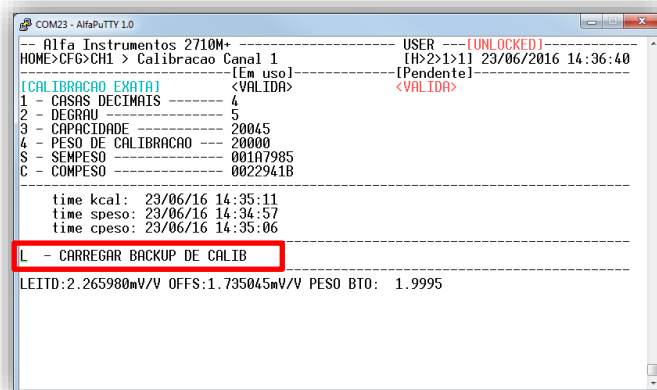 COM23 - AlfaPuTTY 1.0
-- Alfa Instrumentos 2710M+ -------------------- USER ---[UNLOCKED]----------
HOME>CFG>CH1 > Calibracao Canal 1 [H>2>1>1] 23/06/2016 14:36:40
---------------------------[Em uso]-------------[Pendente]--------------------
[CALIBRACAO EXATA] <VALIDA> <VALIDA>
1 - CASAS DECIMAIS ------- 4
2 - DEGRAU --------------- 5
3 - CAPACIDADE ----------- 20045
4 - PESO DE CALIBRACAO --- 20000
S - SEMPESO -------------- 001A7985
C - COMPESO -------------- 0022941B
------------------------------------------------------------------------------
time kcal: 23/06/16 14:35:11
time speso: 23/06/16 14:34:57
time cpeso: 23/06/16 14:35:06
------------------------------------------------------------------------------
L - CARREGAR BACKUP DE CALIB
------------------------------------------------------------------------------
LEITD:2.265980mV/V OFFS:1.735045mV/V PESO BTO: 1.9995